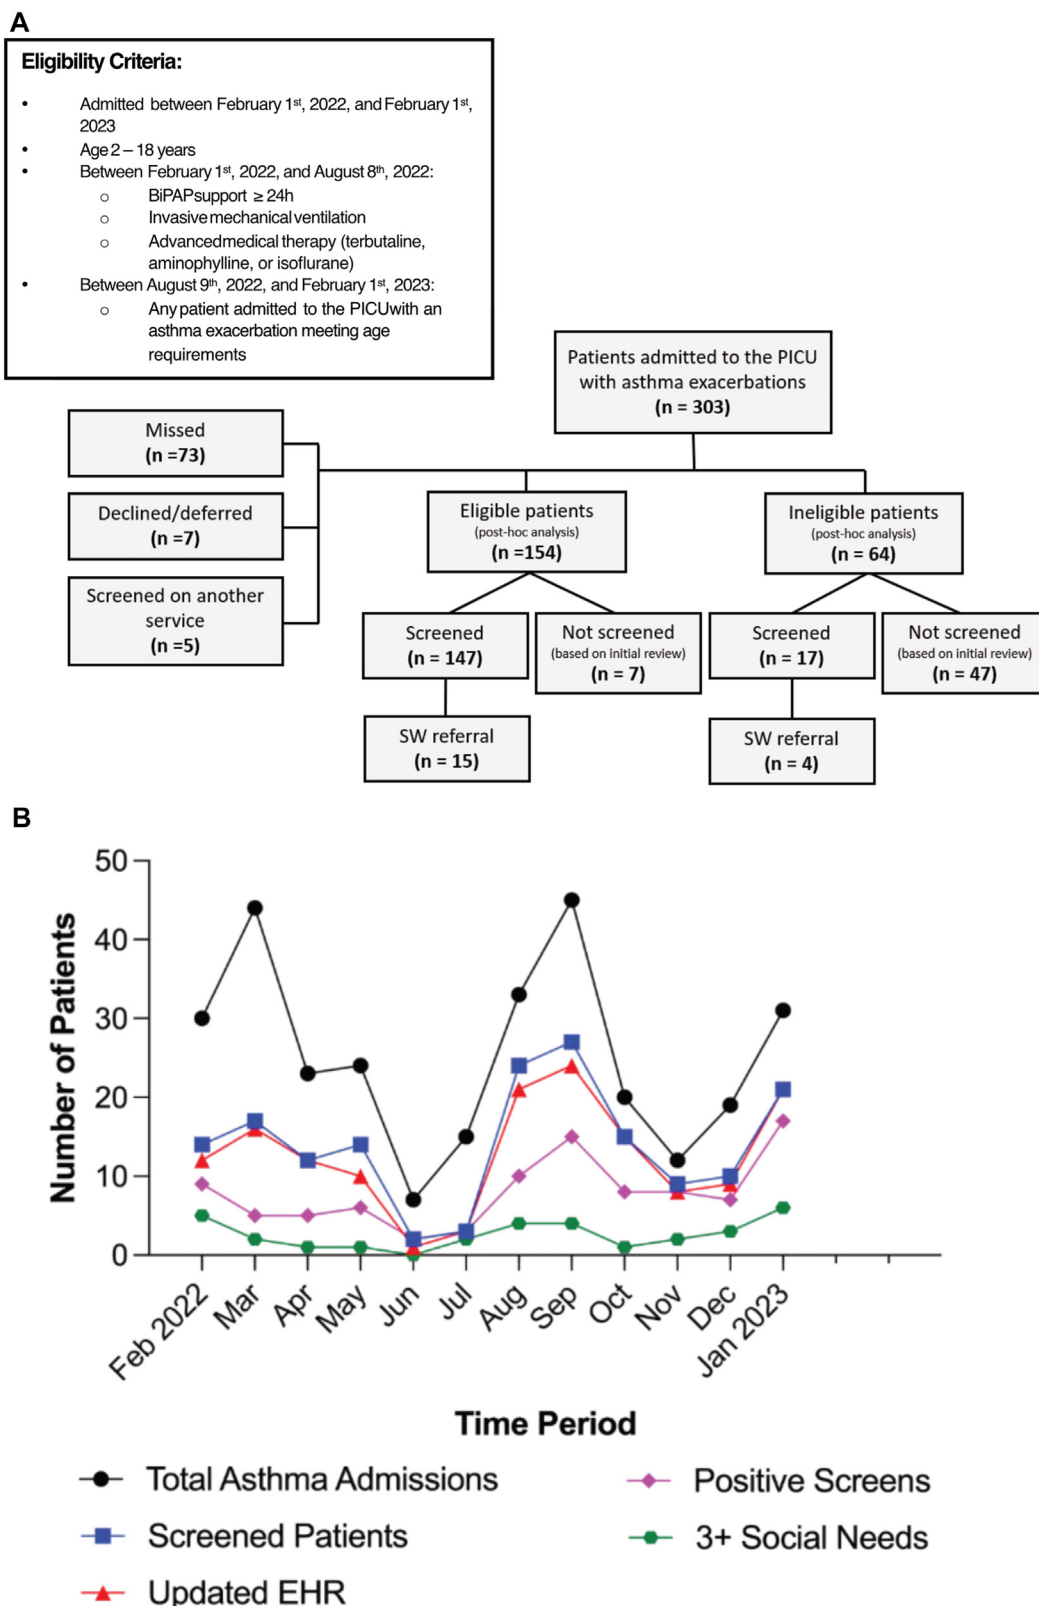 A
Eligibility Criteria:
• Admitted between February 1st, 2022, and February 1st,
2023
• Age 2 – 18 years
• Between February 1st, 2022, and August 8th, 2022:
○ BiPAP support ≥ 24h
○ Invasive mechanical ventilation
○ Advanced medical therapy (terbutaline,
aminophylline, or isoflurane)
• Between August 9th, 2022, and February 1st, 2023:
○ Any patient admitted to the PICU with an
asthma exacerbation meeting age
requirements
Patients admitted to the PICU
with asthma exacerbations
(n = 303)
Missed
(n =73)
Declined/deferred
(n =7)
Screened on another
service
(n =5)
Eligible patients
(post-hoc analysis)
(n =154)
Ineligible patients
(post-hoc analysis)
(n = 64)
Screened
(n = 147)
Not screened
(based on initial review)
(n = 7)
Screened
(n = 17)
Not screened
(based on initial review)
(n = 47)
SW referral
(n = 15)
SW referral
(n = 4)
B
Number of Patients
50
40
30
20
10
0
Feb 2022
Mar
Apr
May
Jun
Jul
Aug
Sep
Oct
Nov
Dec
Jan 2023
Time Period
Total Asthma Admissions
Positive Screens
Screened Patients
3+ Social Needs
Updated EHR